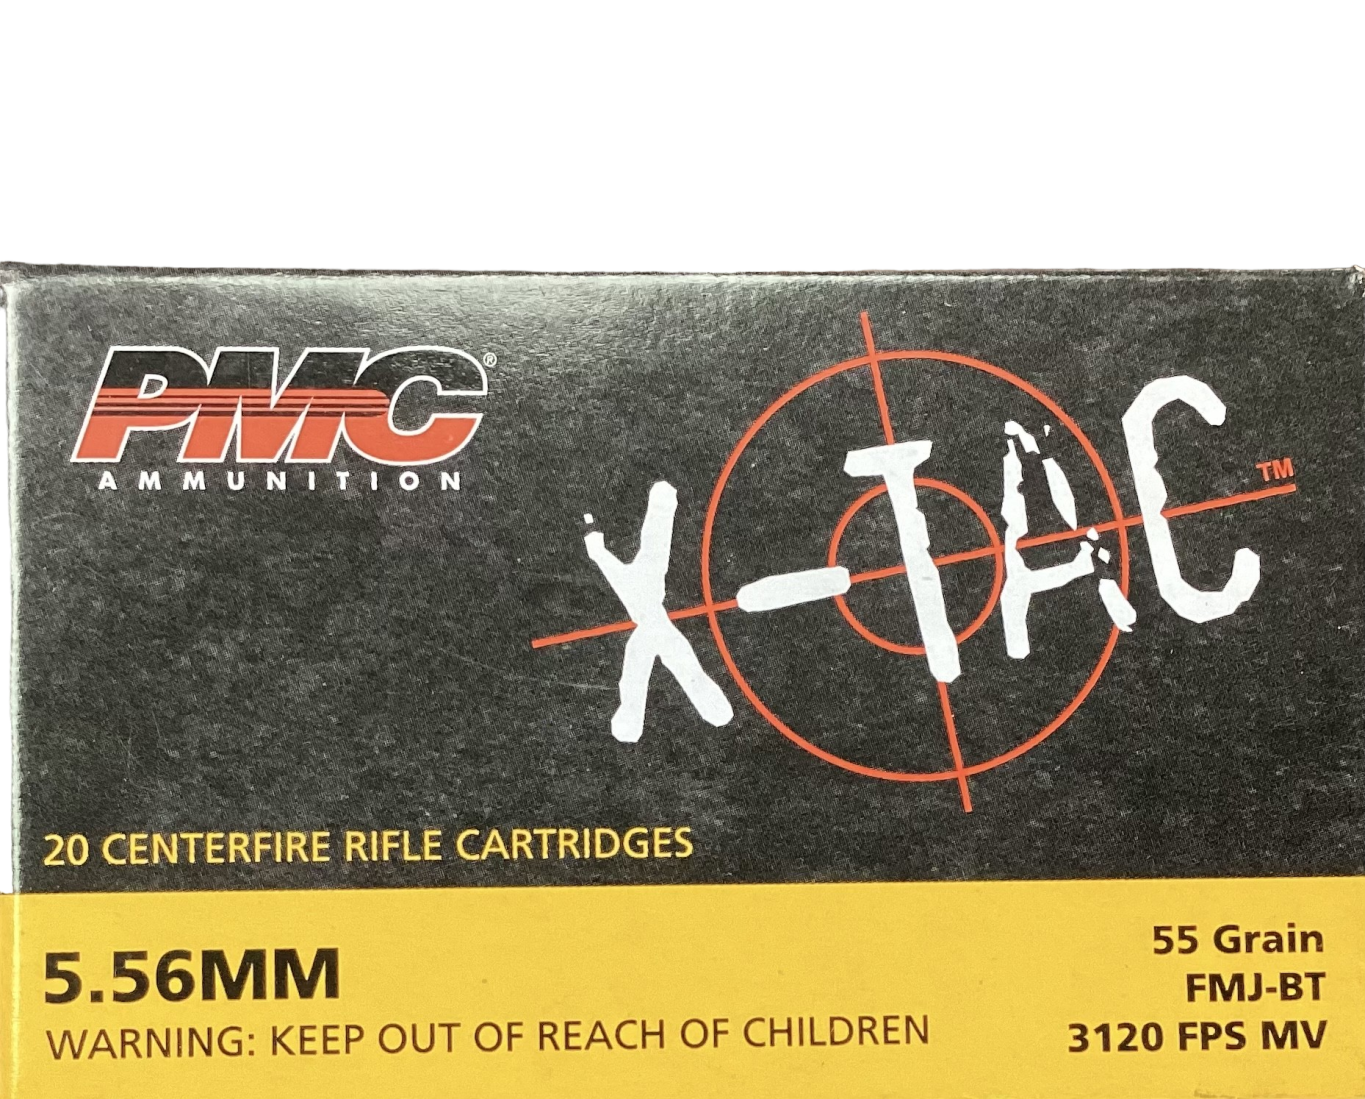 PMC®
AMMUNITION
X-TAC™
20 CENTERFIRE RIFLE CARTRIDGES
5.56MM
WARNING: KEEP OUT OF REACH OF CHILDREN
55 Grain
FMJ-BT
3120 FPS MV